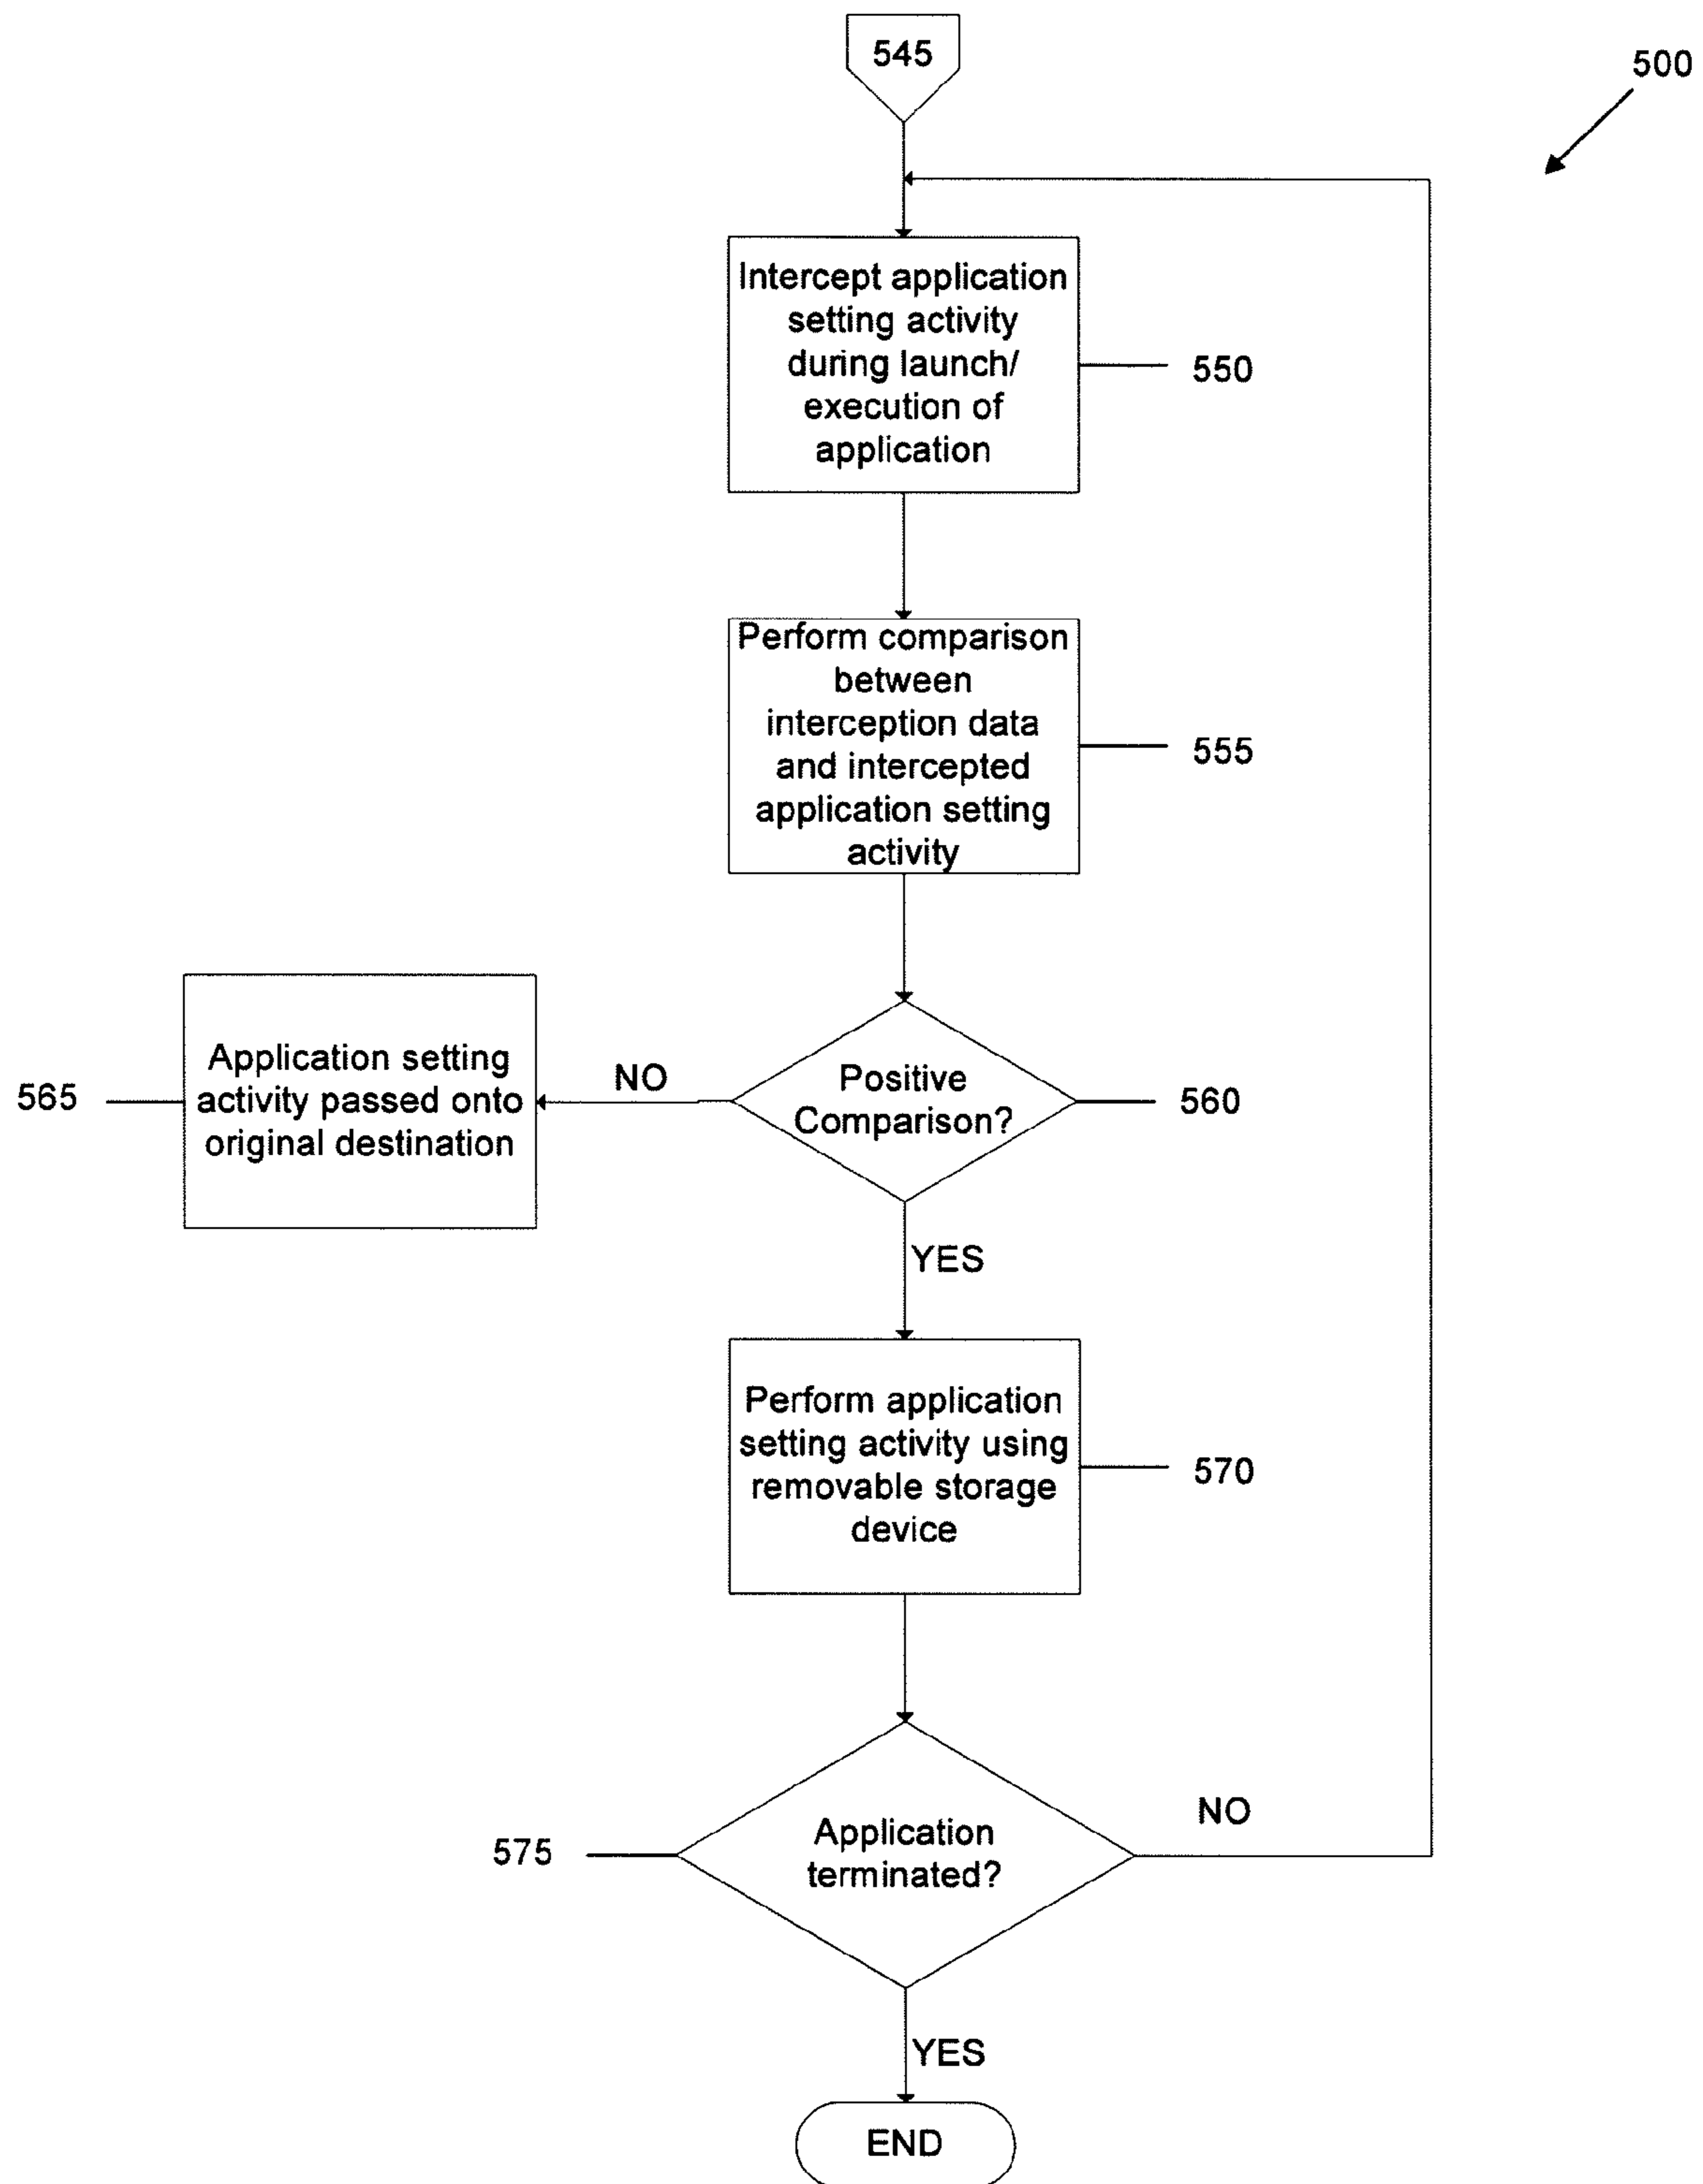 545
500
Intercept application
setting activity
during launch/
execution of
application
550
Perform comparison
between
interception data
and intercepted
application setting
activity
555
Application setting
activity passed onto
original destination
565
NO
Positive
Comparison?
560
YES
Perform application
setting activity using
removable storage
device
570
575
Application
terminated?
NO
YES
END